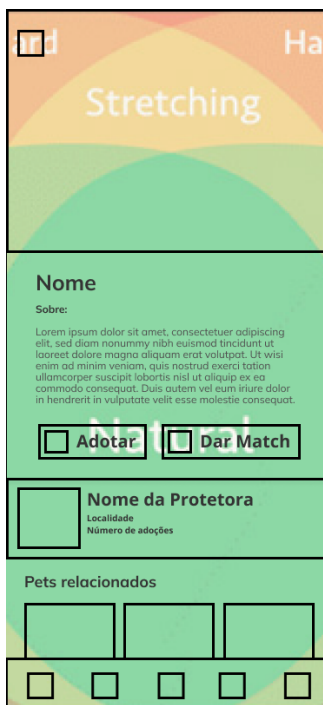 ard
Ha
Stretching
Nome
Sobre:
Lorem ipsum dolor sit amet, consectetuer adipiscing
elit, sed diam nonummy nibh euismod tincidunt ut
laoreet dolore magna aliquam erat volutpat. Ut wisi
enim ad minim veniam, quis nostrud exerci tation
ullamcorper suscipit lobortis nisl ut aliquip ex ea
commodo consequat. Duis autem vel eum iriure dolor
in hendrerit in vulputate velit esse molestie consequat.
Natural
Adotar
Dar Match
Nome da Protetora
Localidade
Número de adoções
Pets relacionados